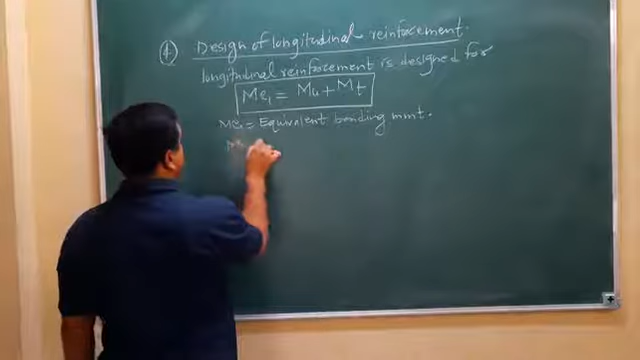 ④ Design of longitudinal reinforcement.
longitudinal reinforcement is designed for
Me₁ = Mu + Mt
Me₁ = Equivalent bending mmt.
M